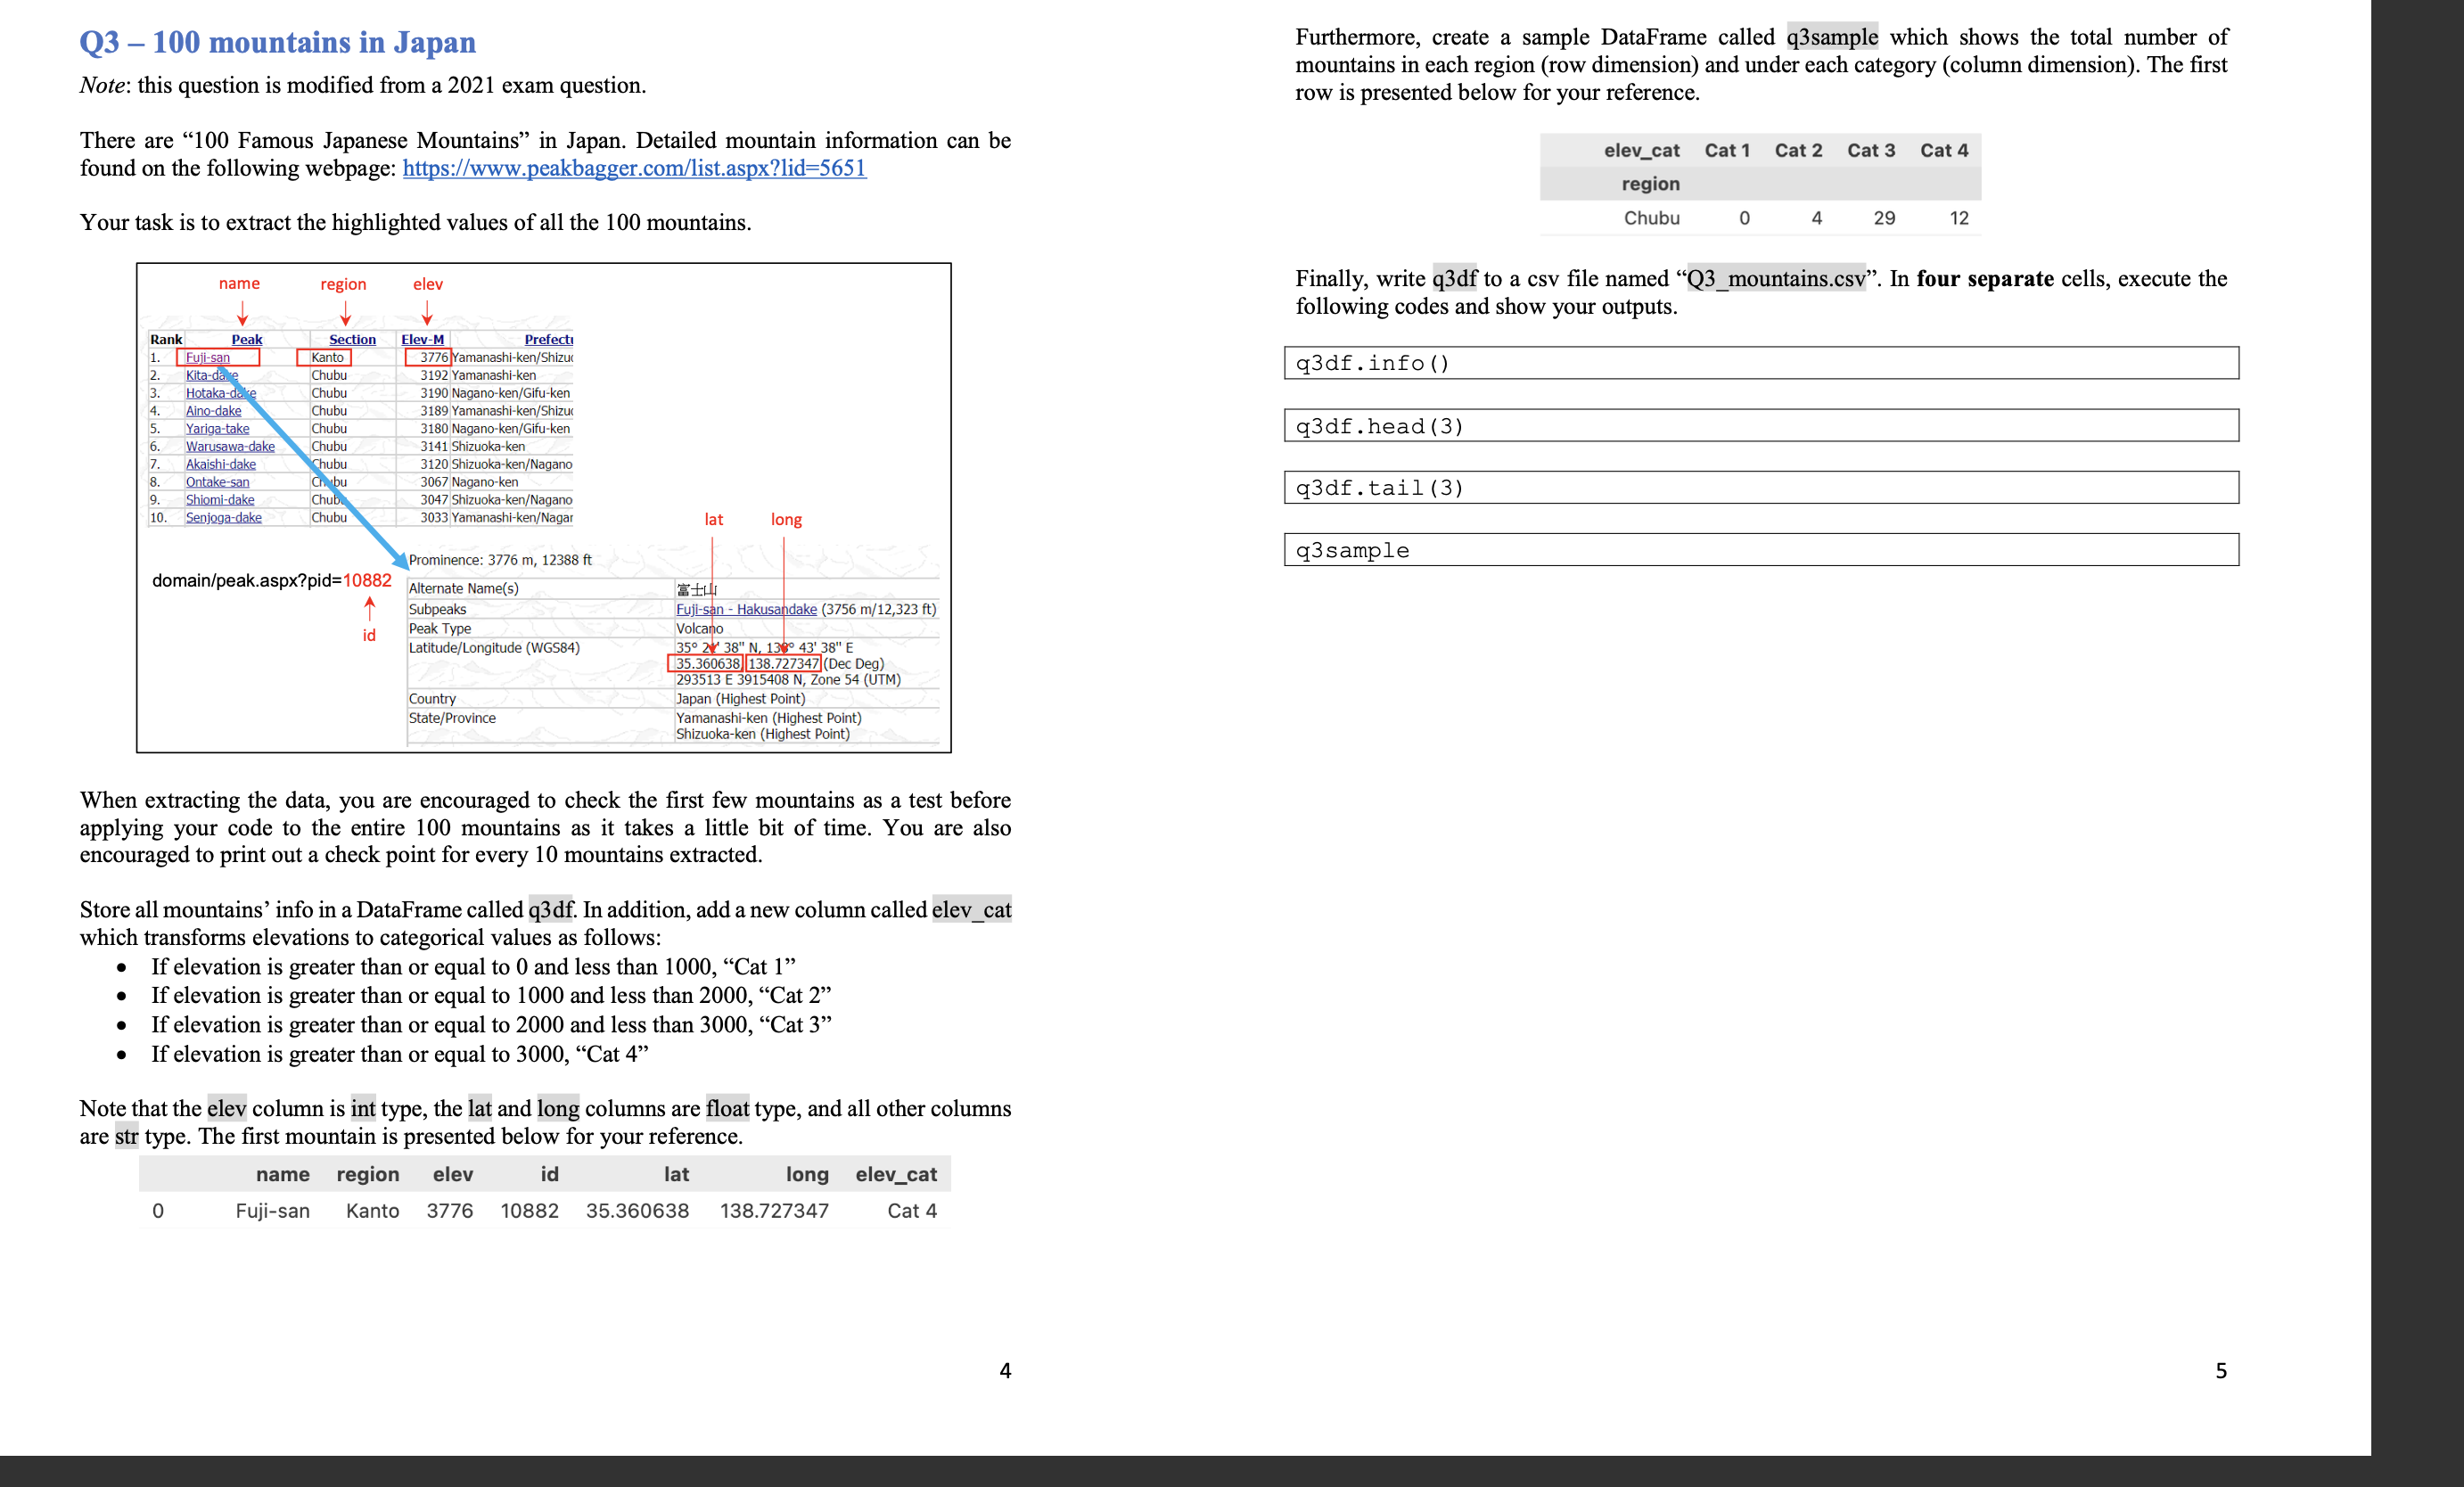 Q3 – 100 mountains in Japan
Note: this question is modified from a 2021 exam question.
There are “100 Famous Japanese Mountains” in Japan. Detailed mountain information can be
found on the following webpage: https://www.peakbagger.com/list.aspx?lid=5651
Your task is to extract the highlighted values of all the 100 mountains.
name region elev
Rank Peak Section Elev-M Prefectu
1. Fuji-san Kanto 3776 Yamanashi-ken/Shizuo
2. Kita-dake Chubu 3192 Yamanashi-ken
3. Hotaka-dake Chubu 3190 Nagano-ken/Gifu-ken
4. Aino-dake Chubu 3189 Yamanashi-ken/Shizuo
5. Yariga-take Chubu 3180 Nagano-ken/Gifu-ken
6. Warusawa-dake Chubu 3141 Shizuoka-ken
7. Akaishi-dake Chubu 3120 Shizuoka-ken/Nagano
8. Ontake-san Chubu 3067 Nagano-ken
9. Shiomi-dake Chubu 3047 Shizuoka-ken/Nagano
10. Senjoga-dake Chubu 3033 Yamanashi-ken/Nagan
lat long
Prominence: 3776 m, 12388 ft
domain/peak.aspx?pid=10882
id
Alternate Name(s) 富士山
Subpeaks Fuji-san - Hakusandake (3756 m/12,323 ft)
Peak Type Volcano
Latitude/Longitude (WGS84) 35° 38" N, 43' 38" E
35.360638, 138.727347 (Dec Deg)
293513 E 3915408 N, Zone 54 (UTM)
Country Japan (Highest Point)
State/Province Yamanashi-ken (Highest Point)
Shizuoka-ken (Highest Point)
When extracting the data, you are encouraged to check the first few mountains as a test before
applying your code to the entire 100 mountains as it takes a little bit of time. You are also
encouraged to print out a check point for every 10 mountains extracted.
Store all mountains’ info in a DataFrame called q3df. In addition, add a new column called elev_cat
which transforms elevations to categorical values as follows:
• If elevation is greater than or equal to 0 and less than 1000, “Cat 1”
• If elevation is greater than or equal to 1000 and less than 2000, “Cat 2”
• If elevation is greater than or equal to 2000 and less than 3000, “Cat 3”
• If elevation is greater than or equal to 3000, “Cat 4”
Note that the elev column is int type, the lat and long columns are float type, and all other columns
are str type. The first mountain is presented below for your reference.
name region elev id lat long elev_cat
0 Fuji-san Kanto 3776 10882 35.360638 138.727347 Cat 4
4
Furthermore, create a sample DataFrame called q3sample which shows the total number of
mountains in each region (row dimension) and under each category (column dimension). The first
row is presented below for your reference.
elev_cat Cat 1 Cat 2 Cat 3 Cat 4
region
Chubu 0 4 29 12
Finally, write q3df to a csv file named “Q3_mountains.csv”. In four separate cells, execute the
following codes and show your outputs.
q3df.info()
q3df.head(3)
q3df.tail(3)
q3sample
5